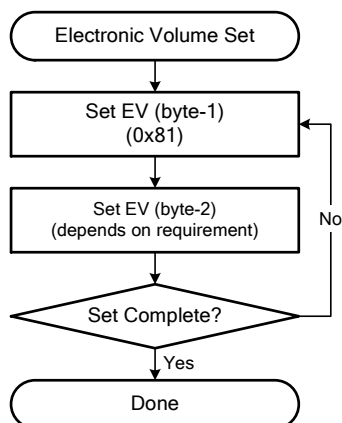 Electronic Volume Set
Set EV (byte-1)
(0x81)
Set EV (byte-2)
(depends on requirement)
No
Set Complete?
Yes
Done